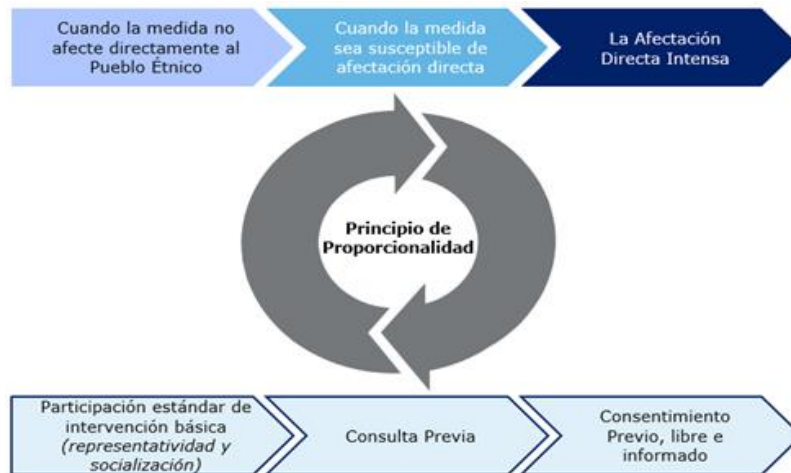 Cuando la medida no
afecte directamente al
Pueblo Étnico
Cuando la medida
sea susceptible de
afectación directa
La Afectación
Directa Intensa
Principio de
Proporcionalidad
Participación estándar de
intervención básica
(representatividad y
socialización)
Consulta Previa
Consentimiento
Previo, libre e
informado